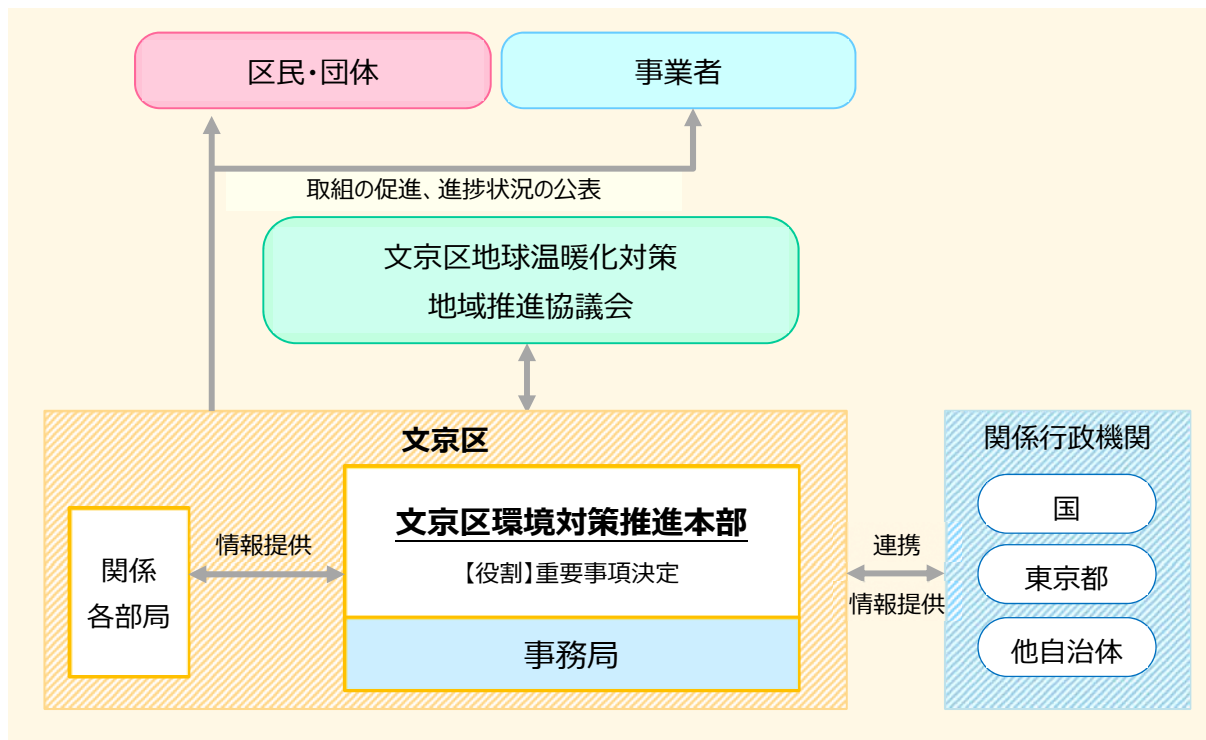 区民・団体
事業者
取組の促進、進捗状況の公表
文京区地球温暖化対策
地域推進協議会
文京区
関係行政機関
文京区環境対策推進本部
【役割】重要事項決定
事務局
関係
各部局
情報提供
連携
情報提供
国
東京都
他自治体